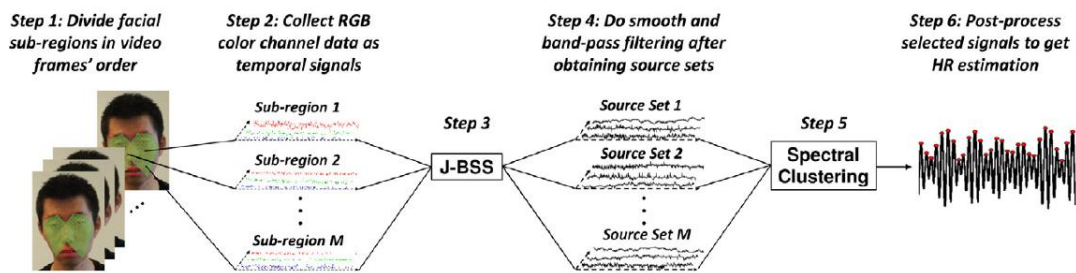 Step 1: Divide facial
sub-regions in video
frames' order
Step 2: Collect RGB
color channel data as
temporal signals
Sub-region 1
Sub-region 2
Sub-region M
Step 3
J-BSS
Step 4: Do smooth and
band-pass filtering after
obtaining source sets
Source Set 1
Source Set 2
Source Set M
Step 5
Spectral
Clustering
Step 6: Post-process
selected signals to get
HR estimation